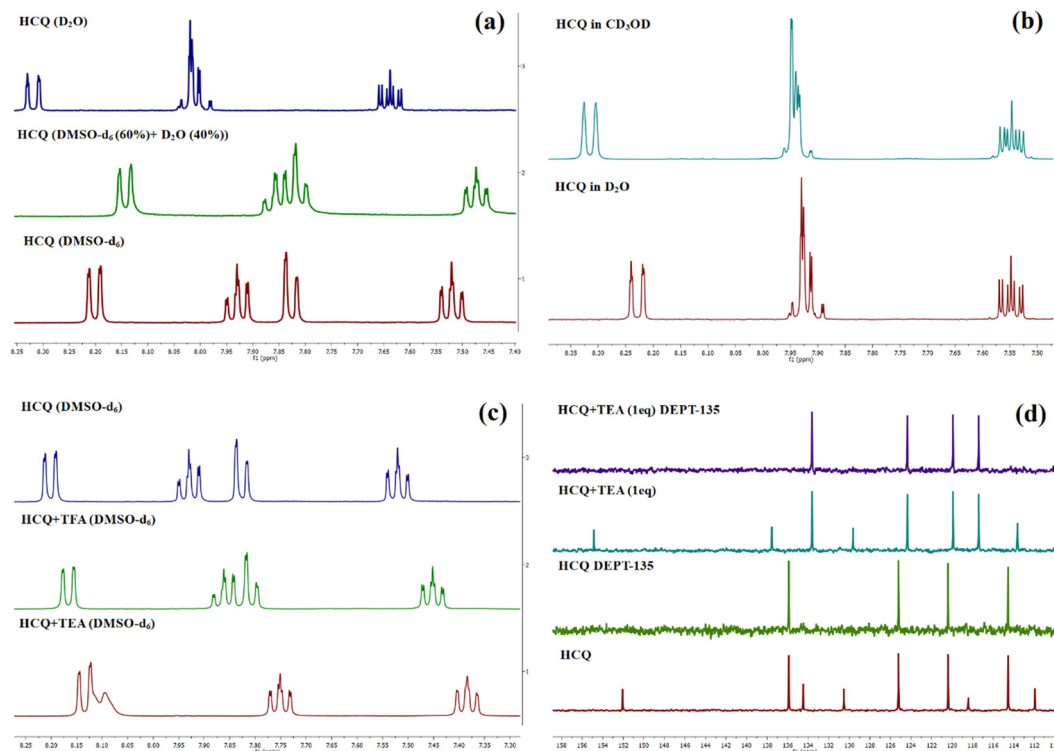 HCQ (D₂O)
(a)
3
HCQ (DMSO-d₆ (60%)+ D₂O (40%))
2
HCQ (DMSO-d₆)
1
8.35 8.30 8.25 8.20 8.15 8.10 8.05 8.00 7.95 7.90 7.85 7.80 7.75 7.70 7.65 7.60 7.55 7.50 7.45 7.40
f1 (ppm)
HCQ in CD₃OD
(b)
HCQ in D₂O
8.35 8.30 8.25 8.20 8.15 8.10 8.05 8.00 7.95 7.90 7.85 7.80 7.75 7.70 7.65 7.60 7.55 7.50
f1 (ppm)
HCQ (DMSO-d₆)
(c)
3
HCQ+TFA (DMSO-d₆)
2
HCQ+TEA (DMSO-d₆)
1
8.20 8.15 8.10 8.05 8.00 7.95 7.90 7.85 7.80 7.75 7.70 7.65 7.60 7.55 7.50 7.45 7.40 7.35 7.30
HCQ+TEA (1eq) DEPT-135
(d)
HCQ+TEA (1eq)
HCQ DEPT-135
HCQ
158 156 154 152 150 148 146 144 142 140 138 136 134 132 130 128 126 124 122 120 118 116 114 112